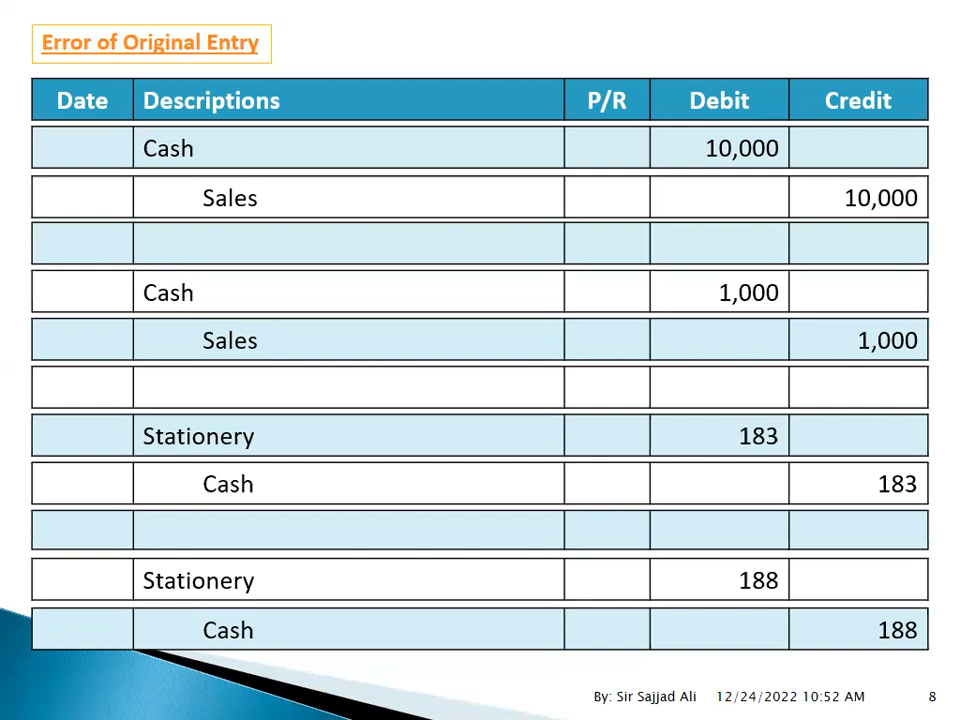 Error of Original Entry
Date Descriptions P/R Debit Credit
Cash 10,000
Sales 10,000
Cash 1,000
Sales 1,000
Stationery 183
Cash 183
Stationery 188
Cash 188
By: Sir Sajjad Ali 12/24/2022 10:52 AM 8